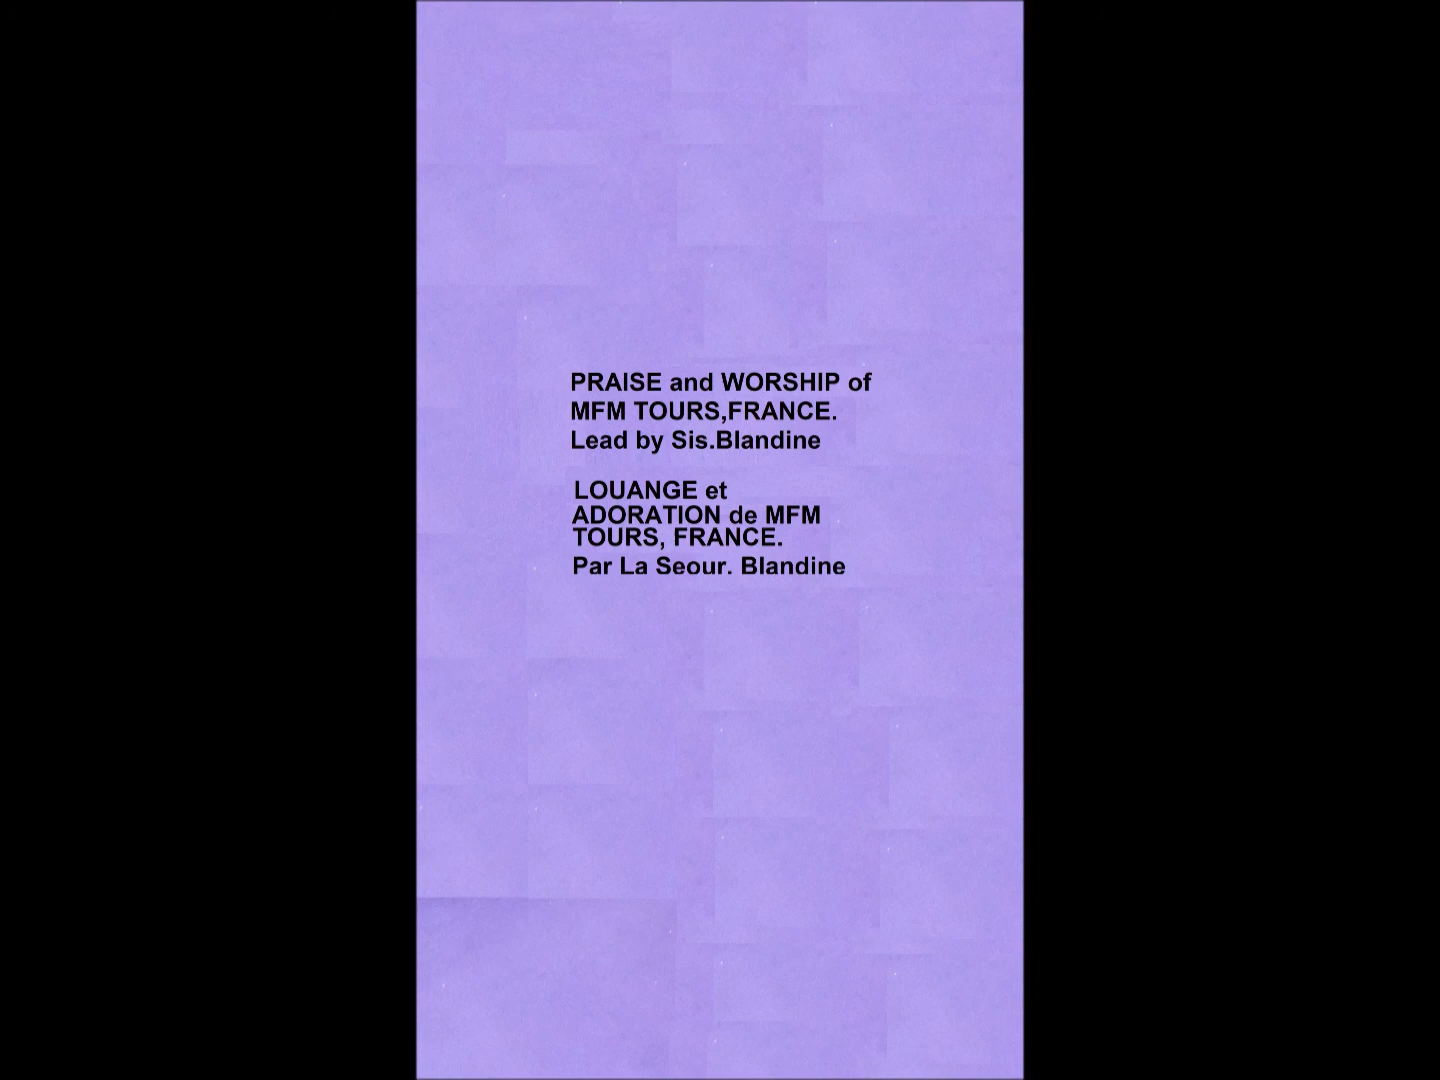 PRAISE and WORSHIP of
MFM TOURS,FRANCE.
Lead by Sis.Blandine
LOUANGE et
ADORATION de MFM
TOURS, FRANCE.
Par La Seour. Blandine